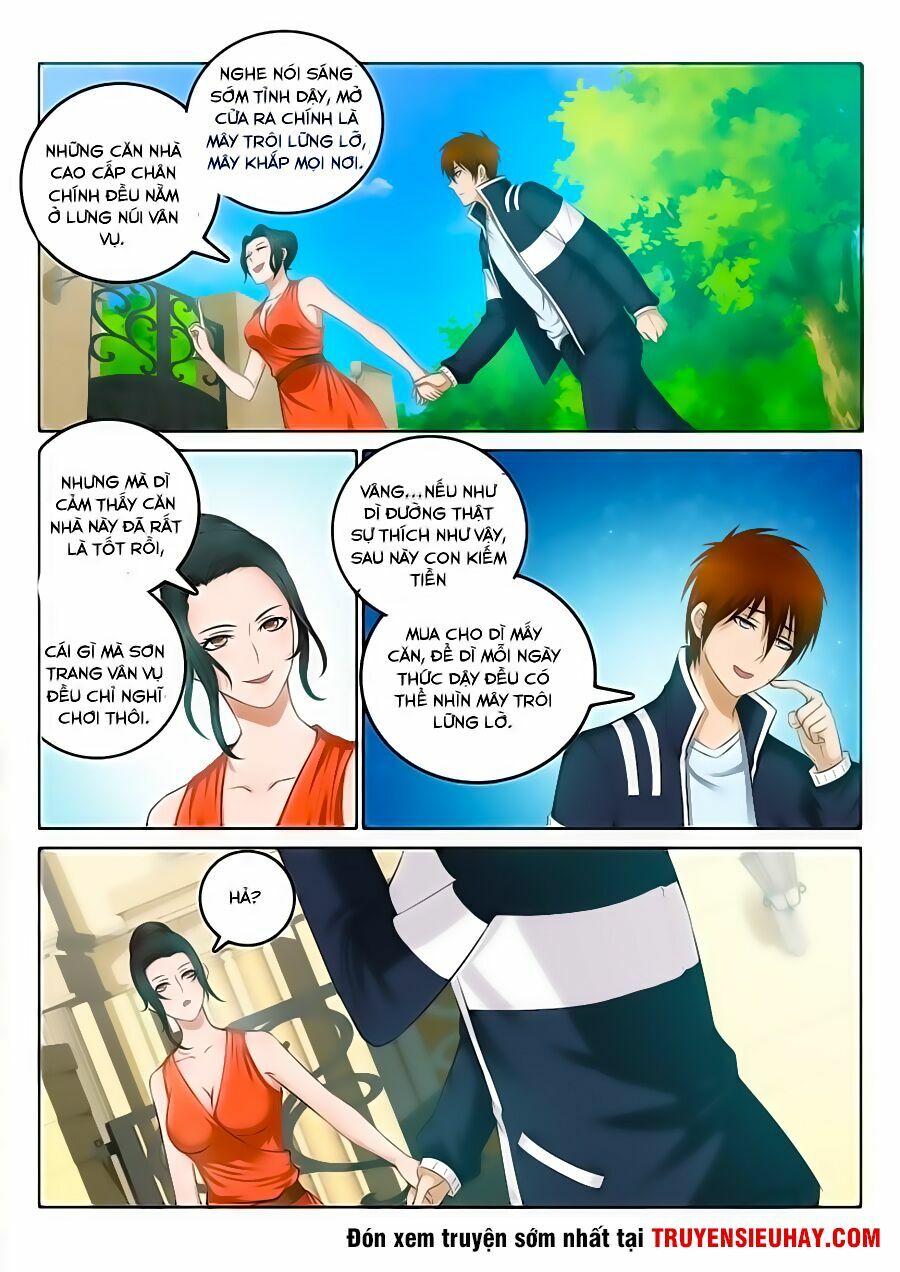 NHỮNG CĂN NHÀ
CAO CẤP CHÂN
CHÍNH ĐỀU NẰM
Ở LƯNG NÚI VÂN
VỤ.
NGHE NÓI SÁNG
SỚM TỈNH DẬY, MỞ
CỬA RA CHÍNH LÀ
MÂY TRÔI LỮNG LỠ,
MÂY KHẮP MỌI NƠI.
NHƯNG MÀ DÌ
CẢM THẤY CĂN
NHÀ NÀY ĐÃ RẤT
LÀ TỐT RỒI,
CÁI GÌ MÀ SƠN
TRANG VÂN VỤ
ĐỀU CHỈ NGHĨ
CHƠI THÔI.
VÂNG...NẾU NHƯ
DÌ ĐƯỜNG THẬT
SỰ THÍCH NHƯ VẬY,
SAU NÀY CON KIẾM
TIỀN
MUA CHO DÌ MẤY
CĂN, ĐỂ DÌ MỖI NGÀY
THỨC DẬY ĐỀU CÓ
THỂ NHÌN MÂY TRÔI
LỮNG LỠ.
HẢ?
Đón xem truyện sớm nhất tại TRUYENSIEUHAY.COM